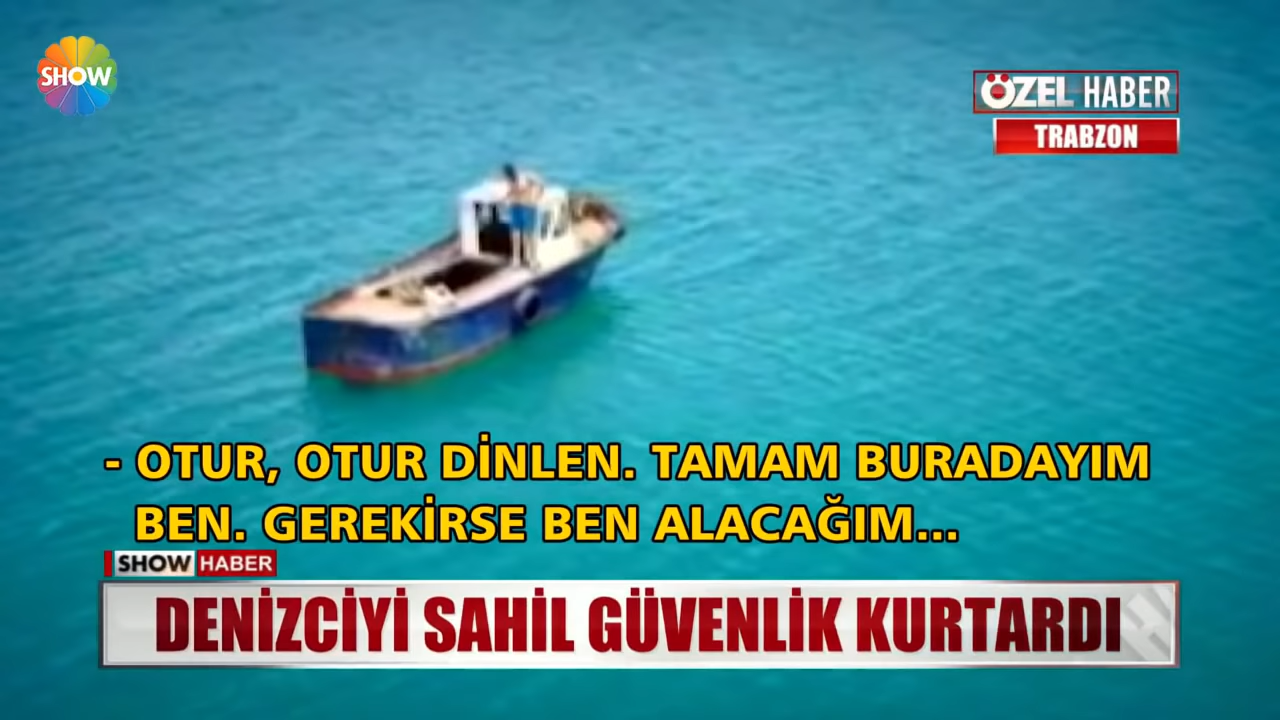 SHOW
ÖZEL HABER
TRABZON
- OTUR, OTUR DİNLEN. TAMAM BURADAYIM
BEN. GEREKİRSE BEN ALACAĞIM...
SHOW HABER
DENİZCİYİ SAHİL GÜVENLİK KURTARDI